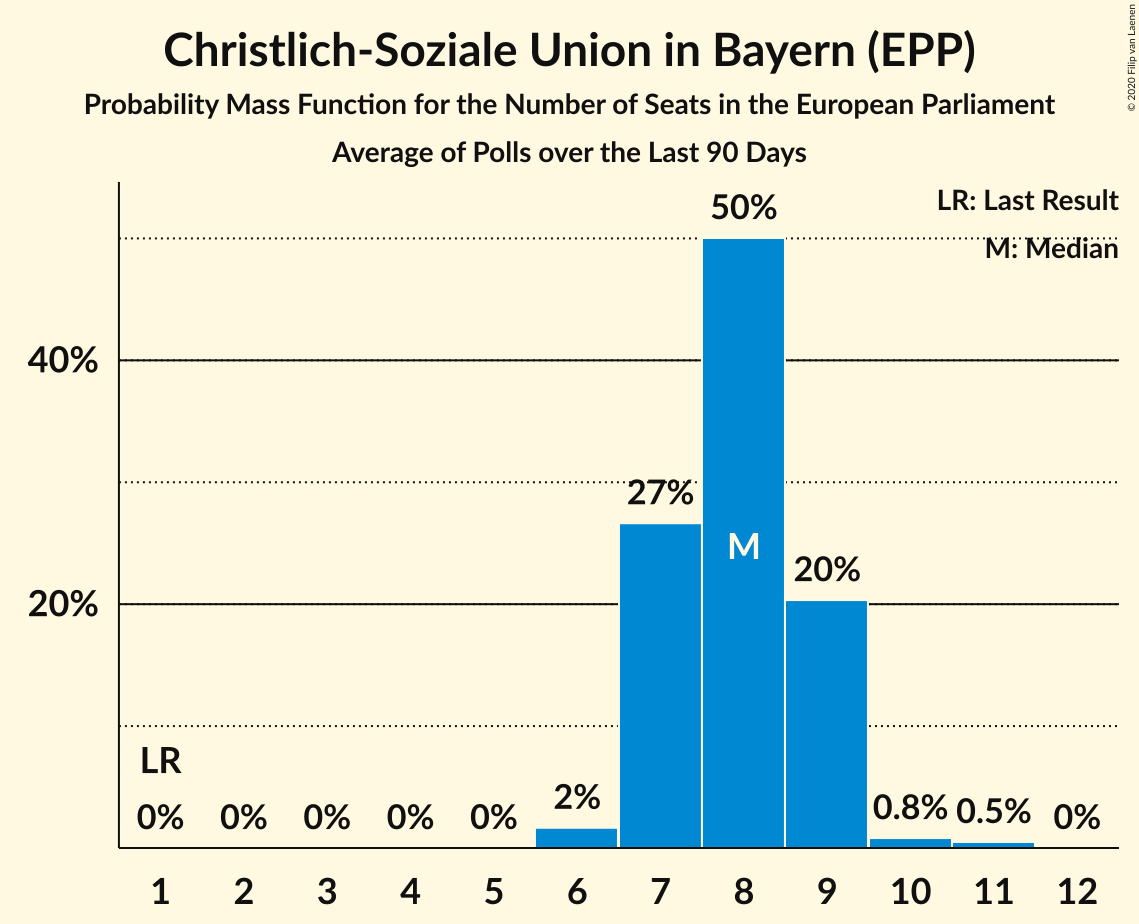 Christlich-Soziale Union in Bayern (EPP)
Probability Mass Function for the Number of Seats in the European Parliament
Average of Polls over the Last 90 Days
© 2020 Filip van Laenen
LR: Last Result
M: Median
50%
40%
27%
M
20%
20%
LR
0% 0% 0% 0% 0% 2% 0.8% 0.5% 0%
1 2 3 4 5 6 7 8 9 10 11 12